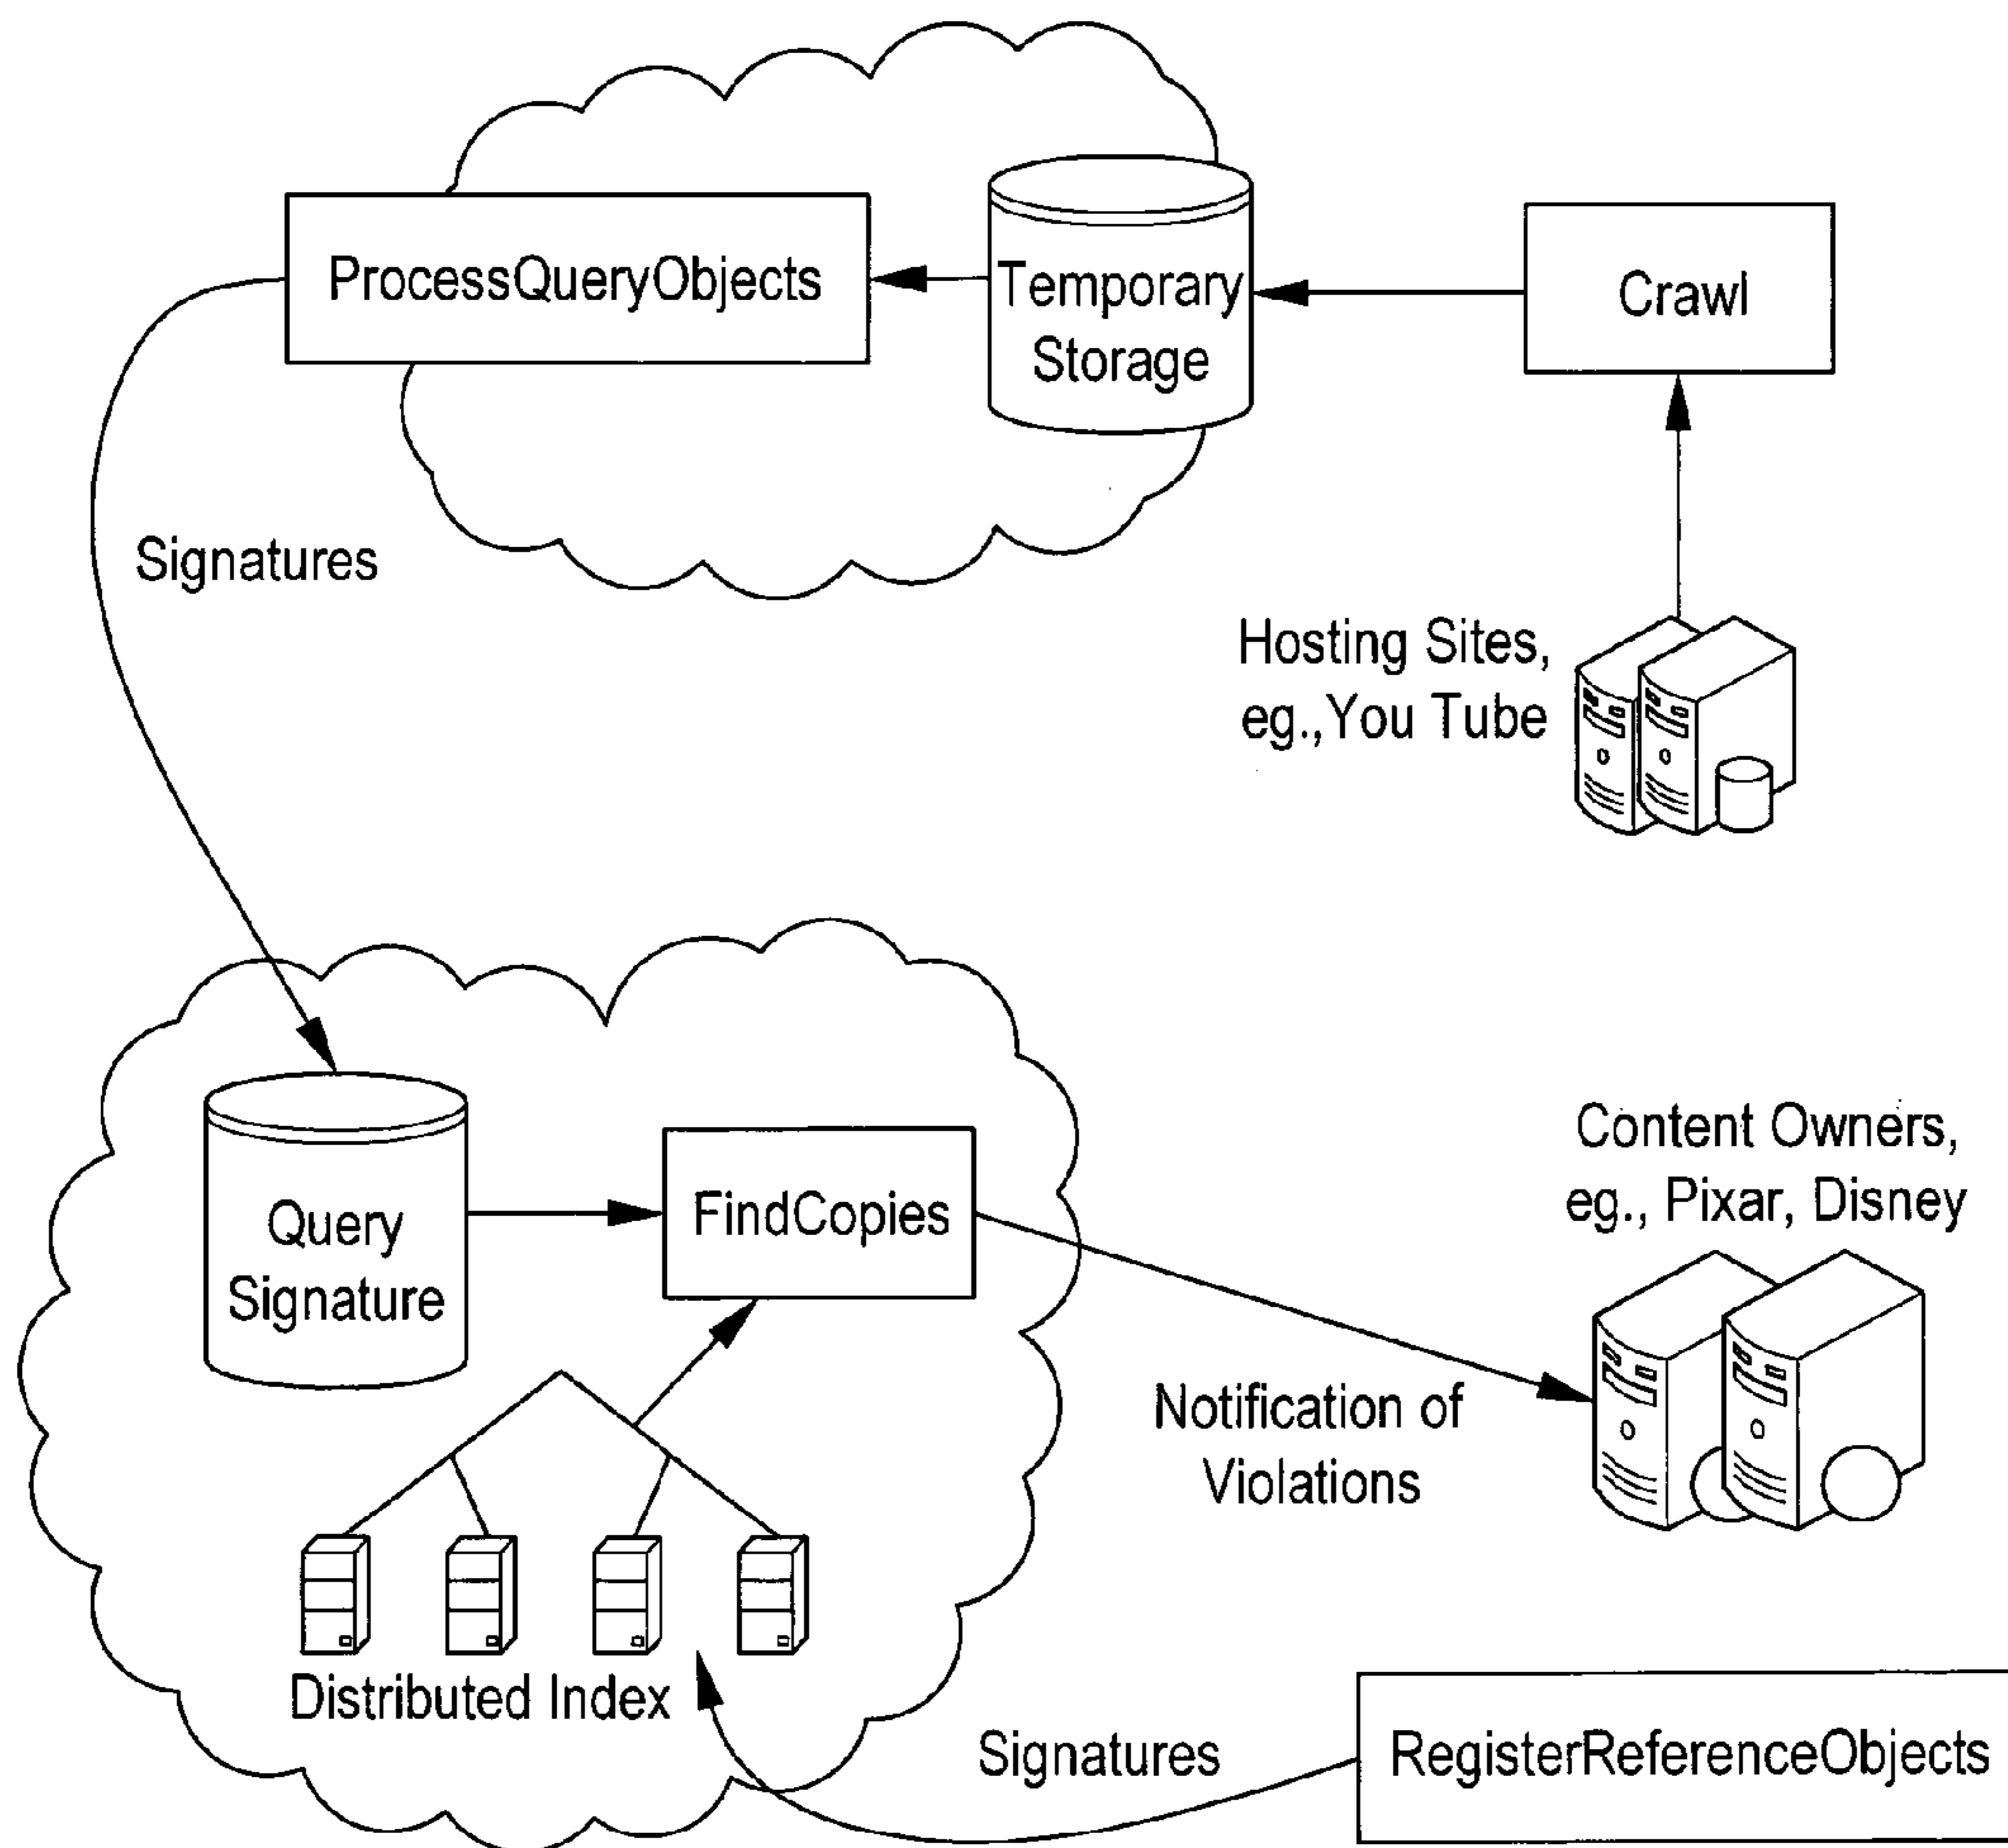 ProcessQueryObjects
Temporary
Storage
Crawl
Signatures
Hosting Sites,
eg.,You Tube
Query
Signature
FindCopies
Content Owners,
eg., Pixar, Disney
Notification of
Violations
Distributed Index
Signatures
RegisterReferenceObjects